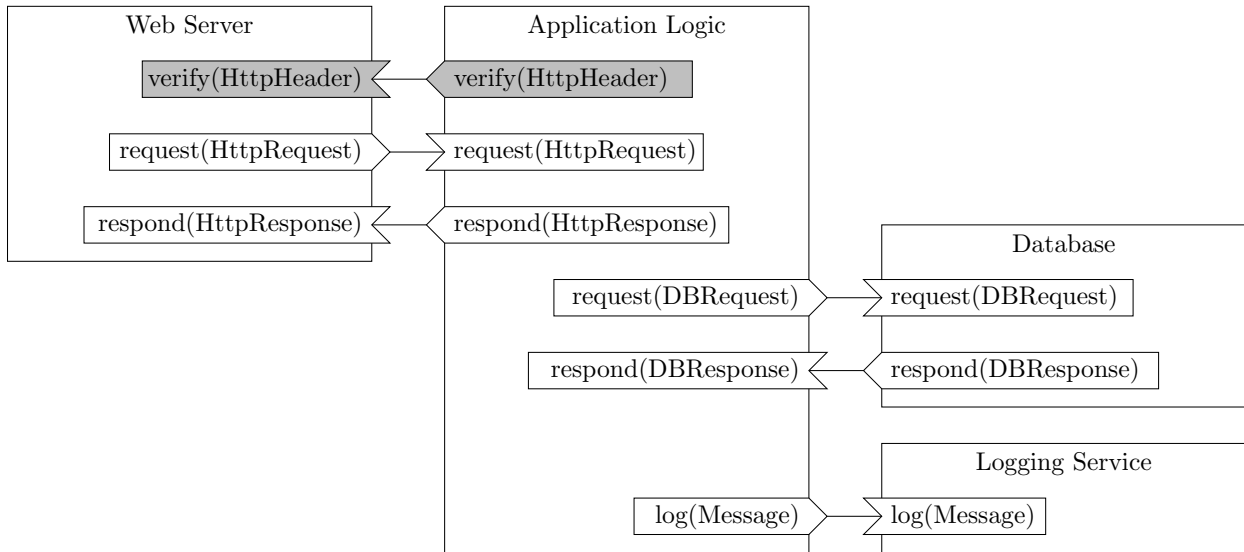 Web Server
Application Logic
verify(HttpHeader)
verify(HttpHeader)
request(HttpRequest)
request(HttpRequest)
respond(HttpResponse)
respond(HttpResponse)
Database
request(DBRequest)
request(DBRequest)
respond(DBResponse)
respond(DBResponse)
Logging Service
log(Message)
log(Message)